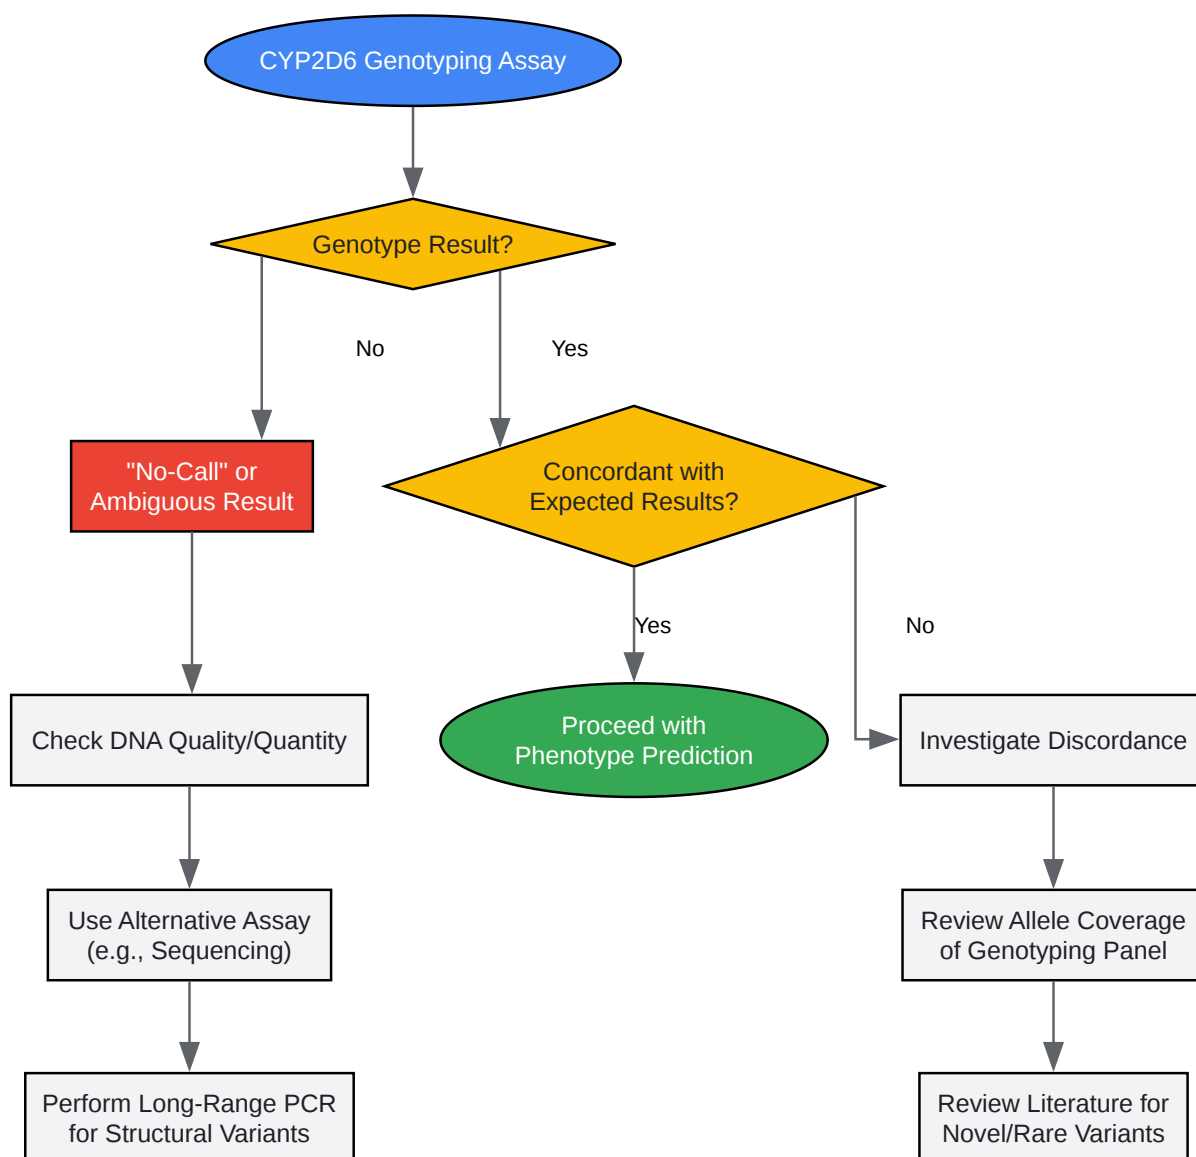 CYP2D6 Genotyping Assay
Genotype Result?
No
Yes
"No-Call" or
Ambiguous Result
Concordant with
Expected Results?
Yes
No
Check DNA Quality/Quantity
Proceed with
Phenotype Prediction
Investigate Discordance
Use Alternative Assay
(e.g., Sequencing)
Review Allele Coverage
of Genotyping Panel
Perform Long-Range PCR
for Structural Variants
Review Literature for
Novel/Rare Variants